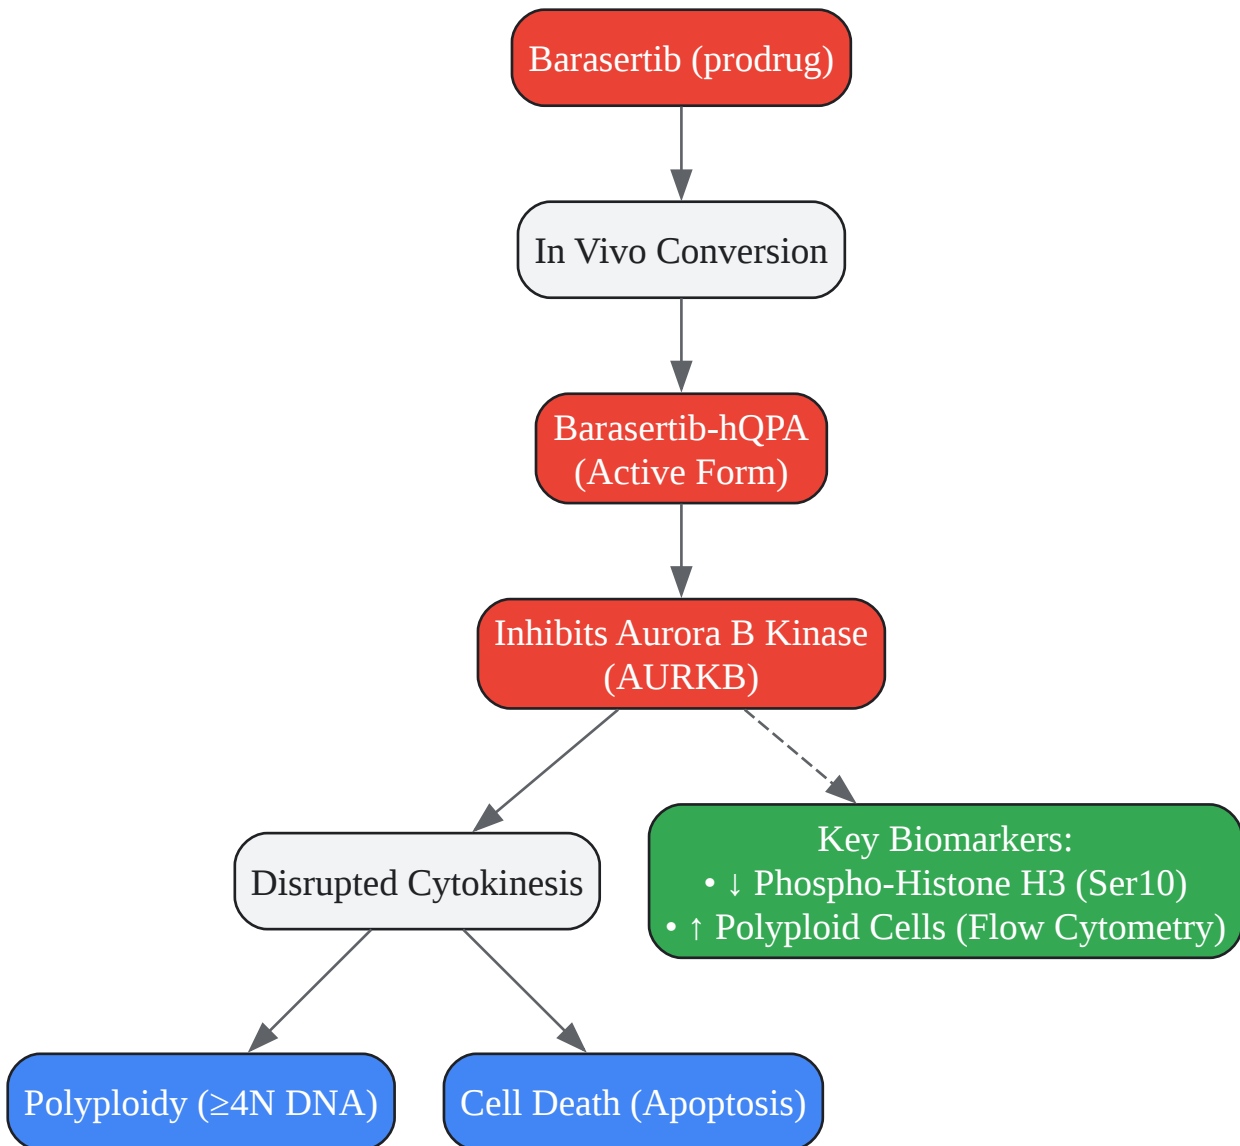 Barasertib (prodrug)
In Vivo Conversion
Barasertib-hQPA
(Active Form)
Inhibits Aurora B Kinase
(AURKB)
Disrupted Cytokinesis
Key Biomarkers:
• ↓ Phospho-Histone H3 (Ser10)
• ↑ Polyploid Cells (Flow Cytometry)
Polyploidy (≥4N DNA)
Cell Death (Apoptosis)